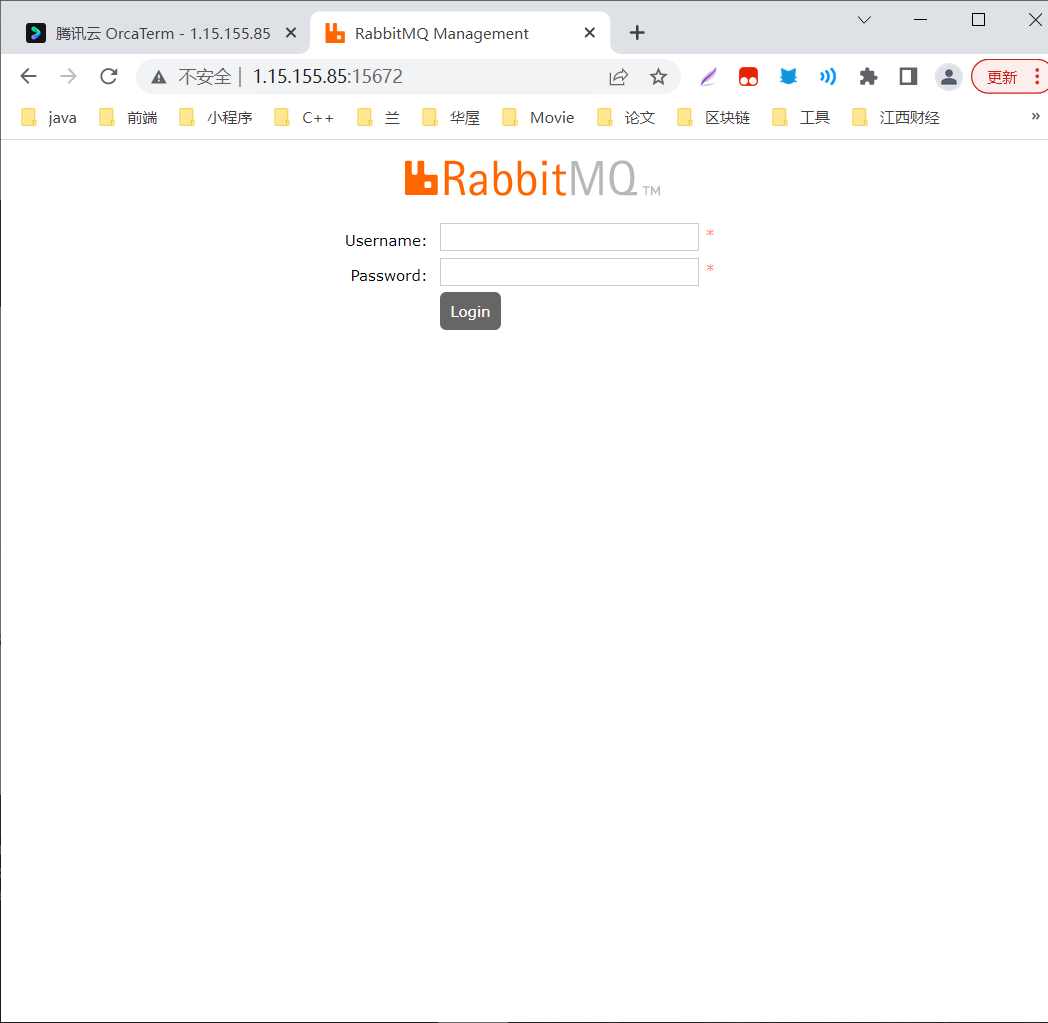 腾讯云 OrcaTerm - 1.15.155.85
RabbitMQ Management
不安全 | 1.15.155.85:15672
更新
java 前端 小程序 C++ 兰 华屋 Movie 论文 区块链 工具 江西财经 »
RabbitMQ TM
Username: *
Password: *
Login